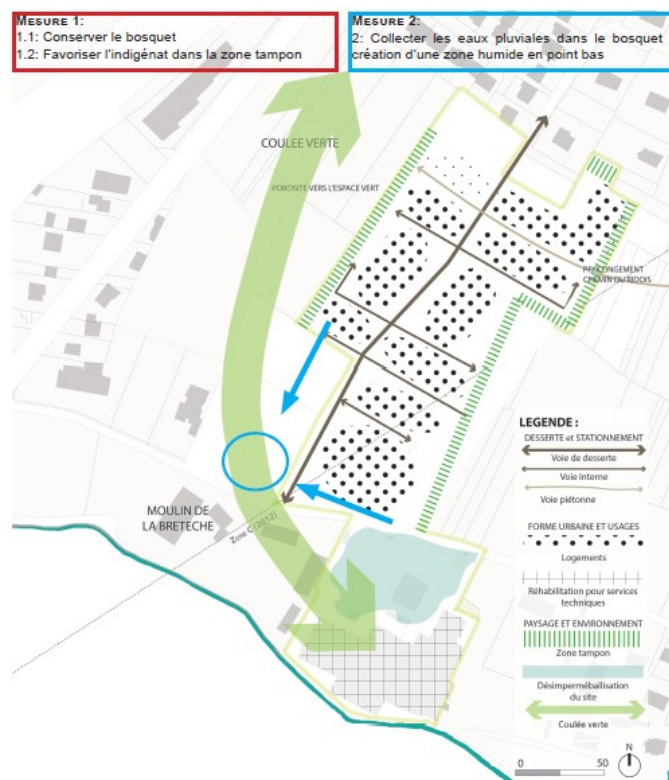 MESURE 1:
1.1: Conserver le bosquet
1.2: Favoriser l'indigénat dans la zone tampon
MESURE 2:
2: Collecter les eaux pluviales dans le bosquet
création d'une zone humide en point bas
COULEE VERTE
POROSITE VERS L'ESPACE VERT
PROLONGEMENT
CHEMIN DU RIDDIS
MOULIN DE
LA BRETECHE
Zone C (2012)
LEGENDE :
DESSERTE et STATIONNEMENT
Voie de desserte
Voie interne
Voie piétonne
FORME URBAINE ET USAGES
Logements
Réhabilitation pour services
techniques
PAYSAGE ET ENVIRONNEMENT
Zone tampon
Désimperméabilisation
du site
Coulée verte
0 50 N